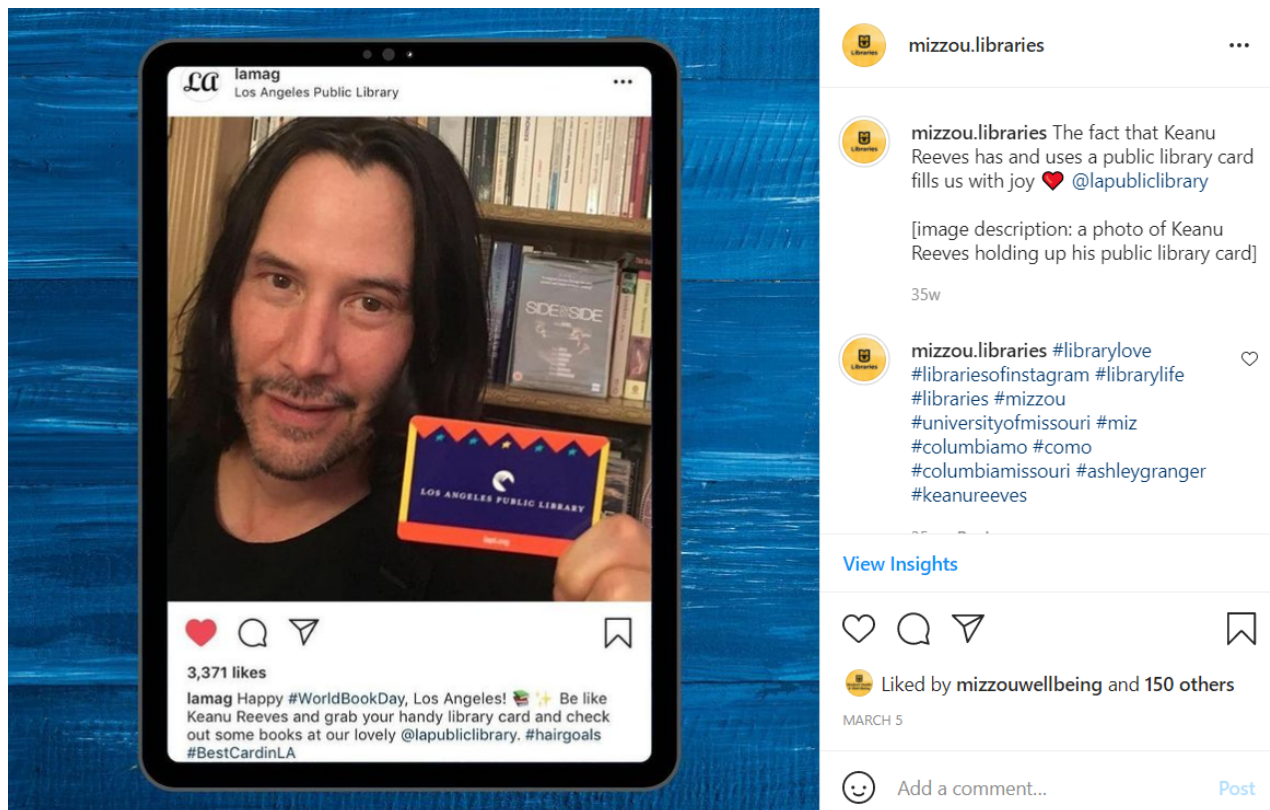 LA
lamag
Los Angeles Public Library
SIDE BY SIDE
LOS ANGELES PUBLIC LIBRARY
lapl.org
3,371 likes
lamag Happy #WorldBookDay, Los Angeles! 📚 ✨ Be like
Keanu Reeves and grab your handy library card and check
out some books at our lovely @lapubliclibrary. #hairgoals
#BestCardinLA
Libraries
mizzou.libraries
Libraries
mizzou.libraries The fact that Keanu
Reeves has and uses a public library card
fills us with joy ❤️ @lapubliclibrary
[image description: a photo of Keanu
Reeves holding up his public library card]
35w
Libraries
mizzou.libraries #librarylove
#librariesofinstagram #librarylife
#libraries #mizzou
#universityofmissouri #miz
#columbiamo #como
#columbiamissouri #ashleygranger
#keanureeves
View Insights
Liked by mizzouwellbeing and 150 others
MARCH 5
Add a comment...
Post